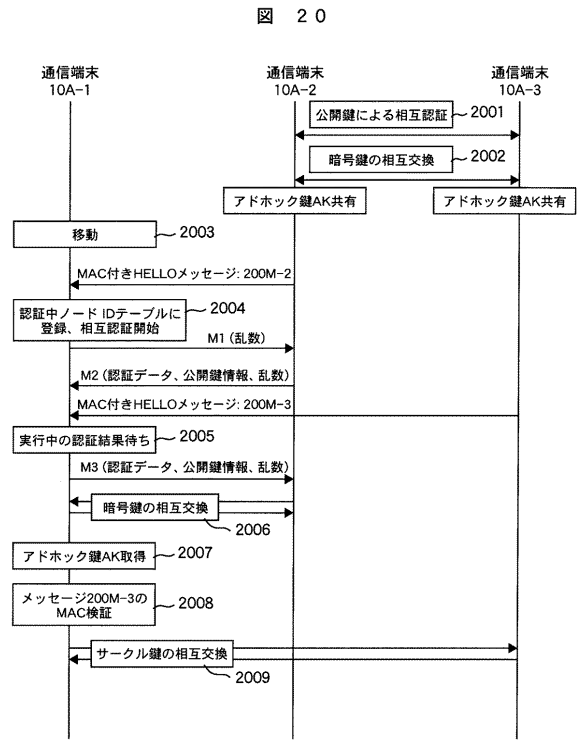 図 20
通信端末
10A-1
通信端末
10A-2
通信端末
10A-3
公開鍵による相互認証
2001
暗号鍵の相互交換
2002
アドホック鍵AK共有
アドホック鍵AK共有
移動
2003
MAC付きHELLOメッセージ: 200M-2
認証中ノード IDテーブルに
登録、相互認証開始
2004
M1 (乱数)
M2 (認証データ、公開鍵情報、乱数)
MAC付きHELLOメッセージ: 200M-3
実行中の認証結果待ち
2005
M3 (認証データ、公開鍵情報、乱数)
暗号鍵の相互交換
2006
アドホック鍵AK取得
2007
メッセージ200M-3の
MAC検証
2008
サークル鍵の相互交換
2009